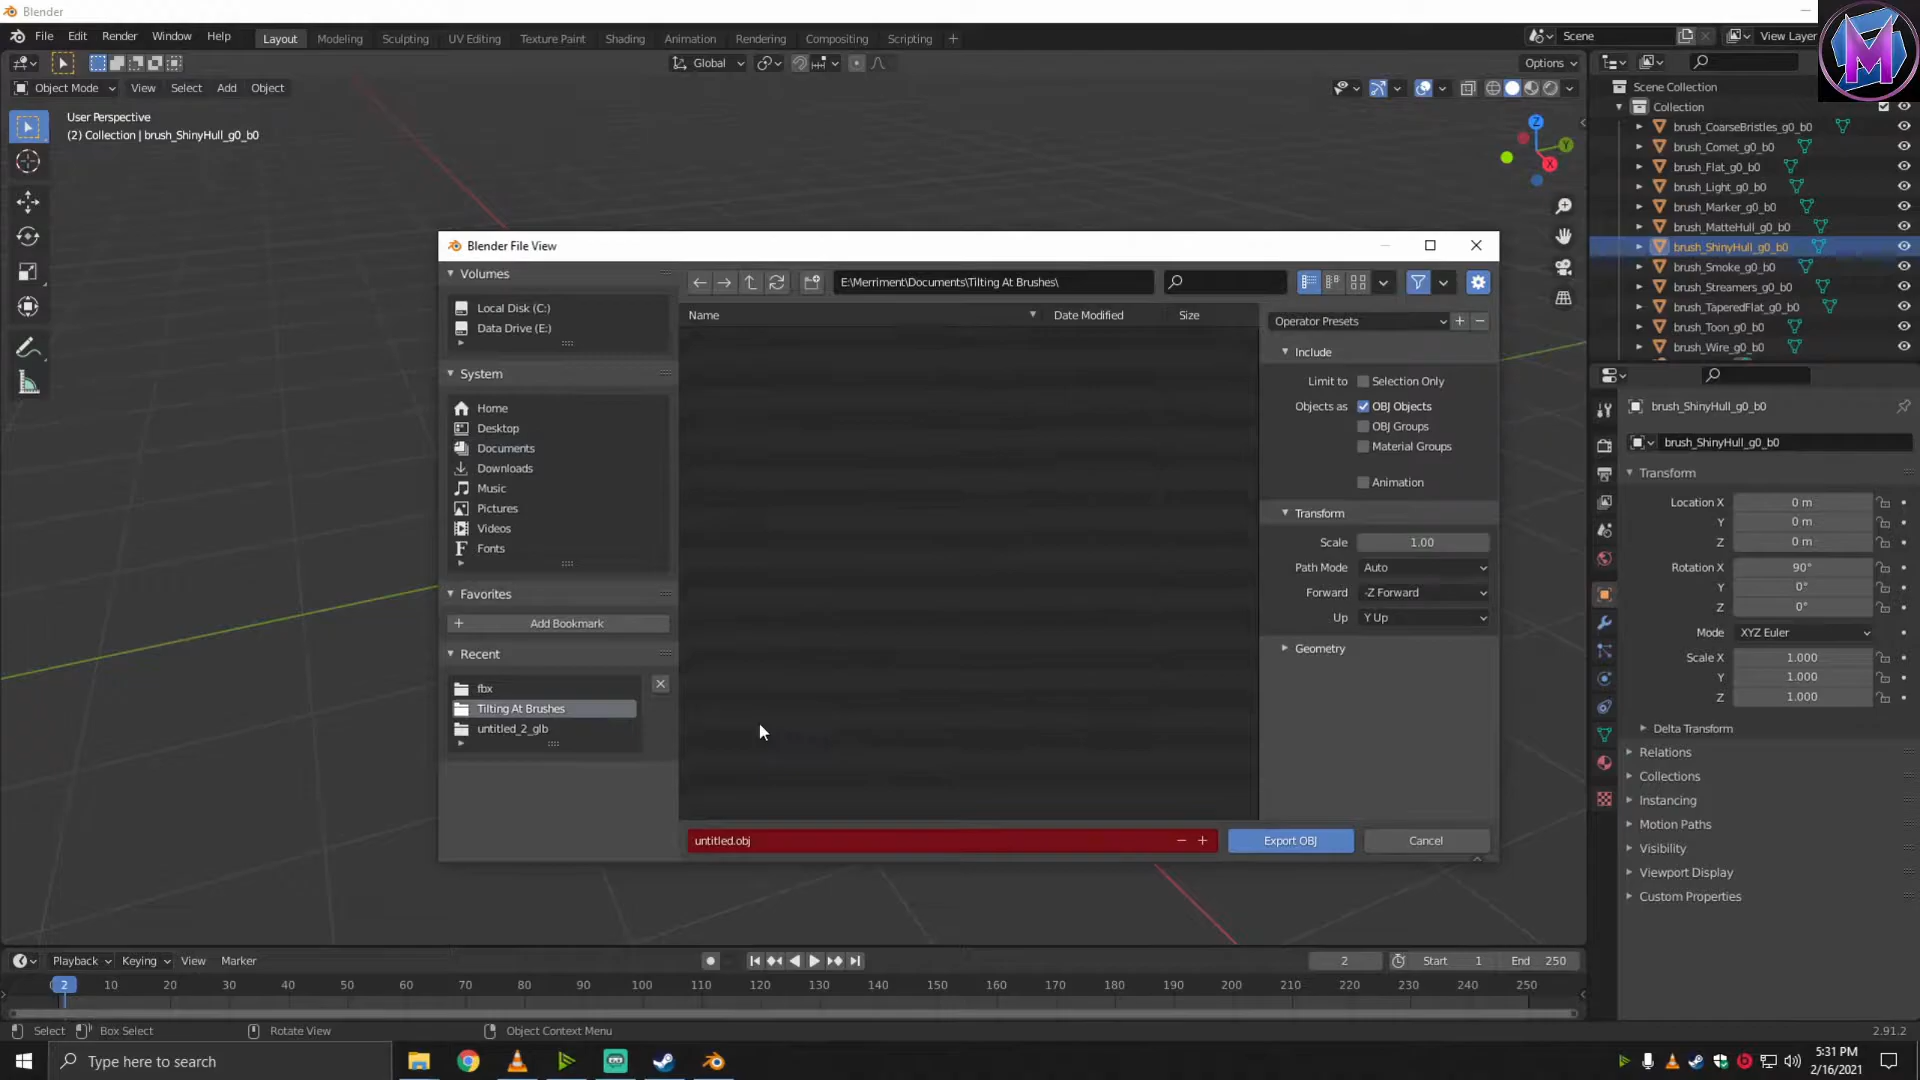 Blender
File Edit Render Window Help Layout Modeling Sculpting UV Editing Texture Paint Shading Animation Rendering Compositing Scripting + Scene View Layer
Global Options
Object Mode View Select Add Object
User Perspective
(2) Collection | brush_ShinyHull_g0_b0
Z
Y
X
Scene Collection
Collection
brush_CoarseBristles_g0_b0
brush_Comet_g0_b0
brush_Flat_g0_b0
brush_Light_g0_b0
brush_Marker_g0_b0
brush_MatteHull_g0_b0
brush_ShinyHull_g0_b0
brush_Smoke_g0_b0
brush_Streamers_g0_b0
brush_TaperedFlat_g0_b0
brush_Toon_g0_b0
brush_Wire_g0_b0
Blender File View
Volumes
Local Disk (C:)
Data Drive (E:)
System
Home
Desktop
Documents
Downloads
Music
Pictures
Videos
Fonts
Favorites
Add Bookmark
Recent
fbx
Tilting At Brushes
untitled_2_glb
E:\Merriment\Documents\Tilting At Brushes\
Name Date Modified Size
Operator Presets
Include
Limit to Selection Only
Objects as OBJ Objects
OBJ Groups
Material Groups
Animation
Transform
Scale 1.00
Path Mode Auto
Forward -Z Forward
Up Y Up
Geometry
untitled.obj Export OBJ Cancel
brush_ShinyHull_g0_b0
brush_ShinyHull_g0_b0
Transform
Location X 0 m
Y 0 m
Z 0 m
Rotation X 90°
Y 0°
Z 0°
Mode XYZ Euler
Scale X 1.000
Y 1.000
Z 1.000
Delta Transform
Relations
Collections
Instancing
Motion Paths
Visibility
Viewport Display
Custom Properties
Playback Keying View Marker 2 Start 1 End 250
2 10 20 30 40 50 60 70 80 90 100 110 120 130 140 150 160 170 180 190 200 210 220 230 240 250
Select Box Select Rotate View Object Context Menu 2.91.2
Type here to search
5:31 PM
2/16/2021
M